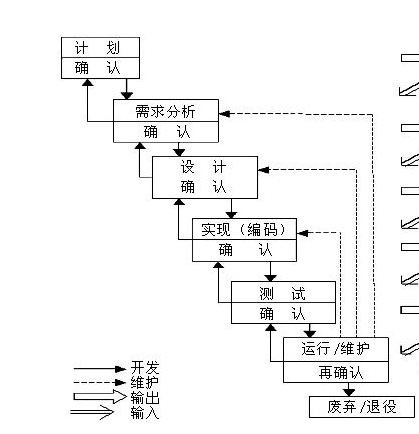 计 划
确 认
需求分析
确 认
设 计
确 认
实现（编码）
确 认
测 试
确 认
运行/维护
再确认
废弃/退役
开发
维护
输出
输入